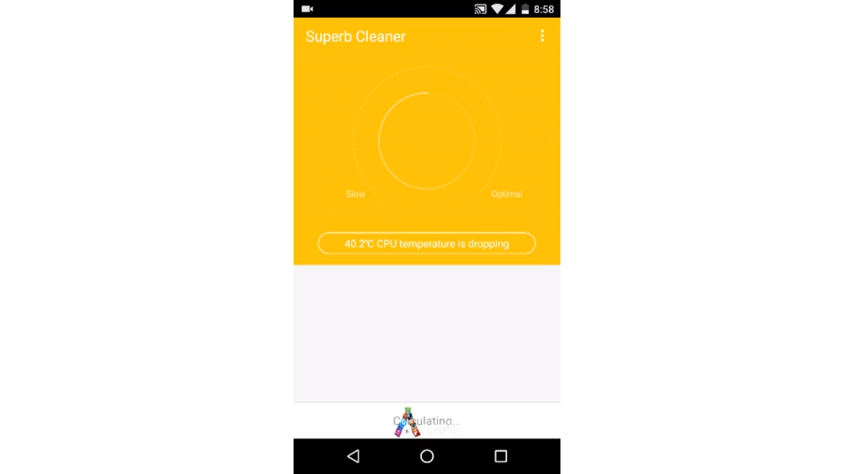 8:58
Superb Cleaner
Slow
Optimal
40.2℃ CPU temperature is dropping